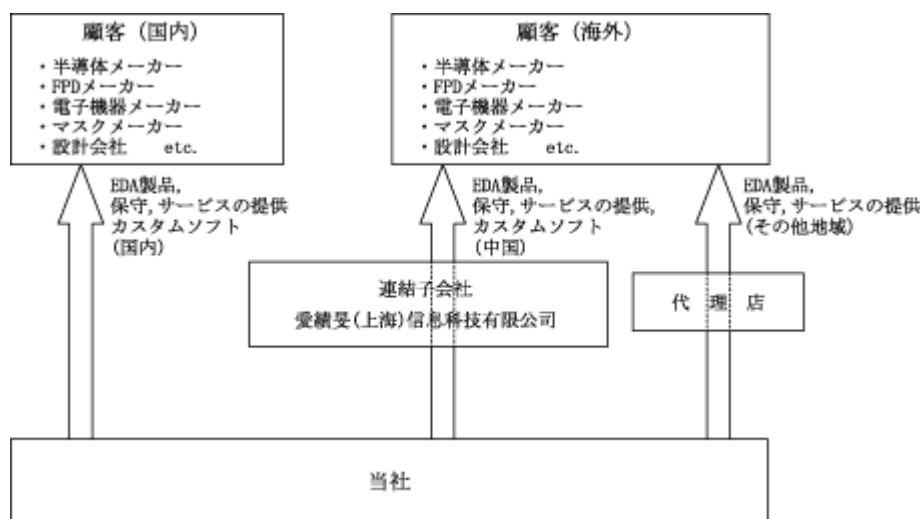 顧客（国内）
・半導体メーカー
・FPDメーカー
・電子機器メーカー
・マスクメーカー
・設計会社　etc.
顧客（海外）
・半導体メーカー
・FPDメーカー
・電子機器メーカー
・マスクメーカー
・設計会社　etc.
EDA製品,
保守,サービスの提供
カスタムソフト
(国内)
EDA製品,
保守,サービスの提供,
カスタムソフト
(中国)
EDA製品,
保守,サービスの提供
(その他地域)
連結子会社
愛績旻(上海)信息科技有限公司
代理店
当社